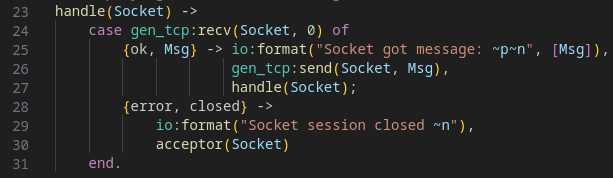 23 handle(Socket) ->
24     case gen_tcp:recv(Socket, 0) of
25         {ok, Msg} -> io:format("Socket got message: ~p~n", [Msg]),
26                      gen_tcp:send(Socket, Msg),
27                      handle(Socket);
28         {error, closed} ->
29             io:format("Socket session closed ~n"),
30             acceptor(Socket)
31     end.